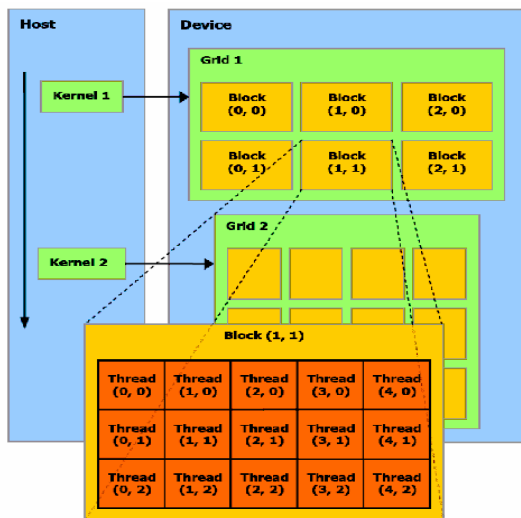 Host
Device
Grid 1
Kernel 1
Block
(0, 0)
Block
(1, 0)
Block
(2, 0)
Block
(0, 1)
Block
(1, 1)
Block
(2, 1)
Grid 2
Kernel 2
Block (1, 1)
Thread
(0, 0)
Thread
(1, 0)
Thread
(2, 0)
Thread
(3, 0)
Thread
(4, 0)
Thread
(0, 1)
Thread
(1, 1)
Thread
(2, 1)
Thread
(3, 1)
Thread
(4, 1)
Thread
(0, 2)
Thread
(1, 2)
Thread
(2, 2)
Thread
(3, 2)
Thread
(4, 2)